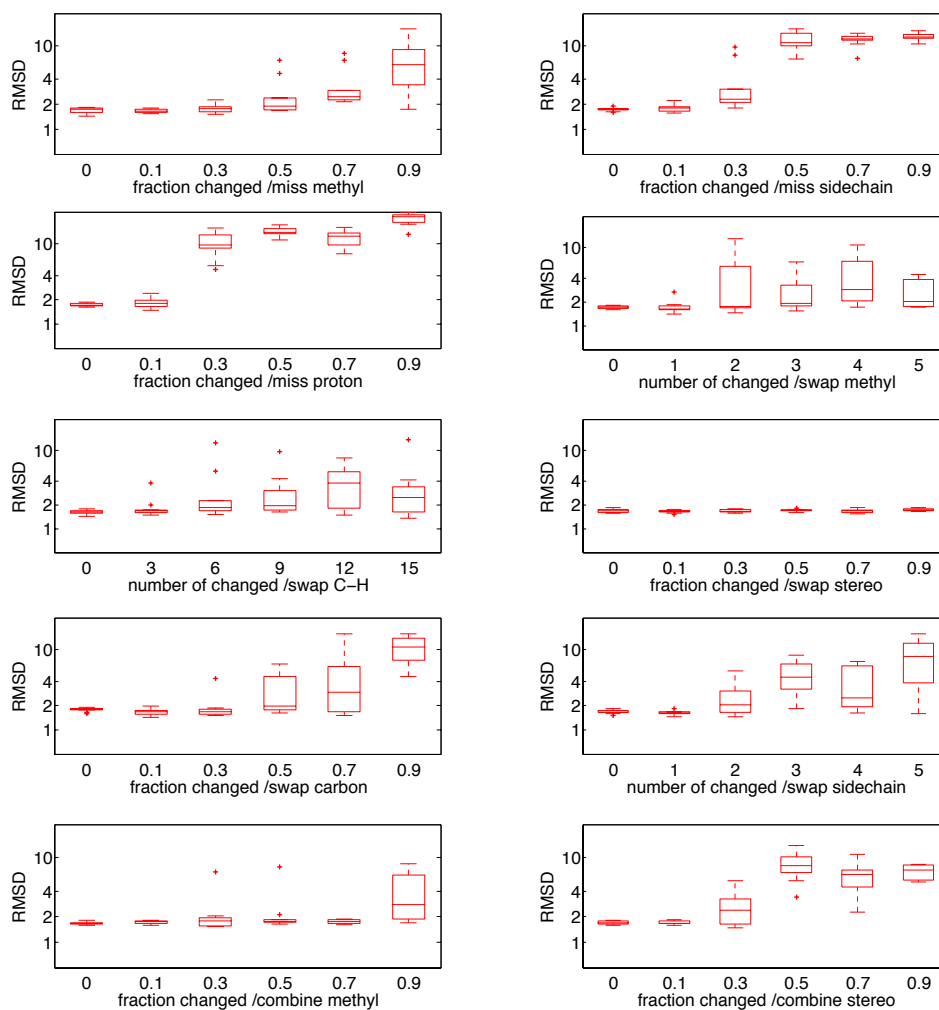 RMSD
10
4
2
1
0 0.1 0.3 0.5 0.7 0.9
fraction changed /miss methyl
RMSD
10
4
2
1
0 0.1 0.3 0.5 0.7 0.9
fraction changed /miss sidechain
RMSD
10
4
2
1
0 0.1 0.3 0.5 0.7 0.9
fraction changed /miss proton
RMSD
10
4
2
1
0 1 2 3 4 5
number of changed /swap methyl
RMSD
10
4
2
1
0 3 6 9 12 15
number of changed /swap C−H
RMSD
10
4
2
1
0 0.1 0.3 0.5 0.7 0.9
fraction changed /swap stereo
RMSD
10
4
2
1
0 0.1 0.3 0.5 0.7 0.9
fraction changed /swap carbon
RMSD
10
4
2
1
0 1 2 3 4 5
number of changed /swap sidechain
RMSD
10
4
2
1
0 0.1 0.3 0.5 0.7 0.9
fraction changed /combine methyl
RMSD
10
4
2
1
0 0.1 0.3 0.5 0.7 0.9
fraction changed /combine stereo